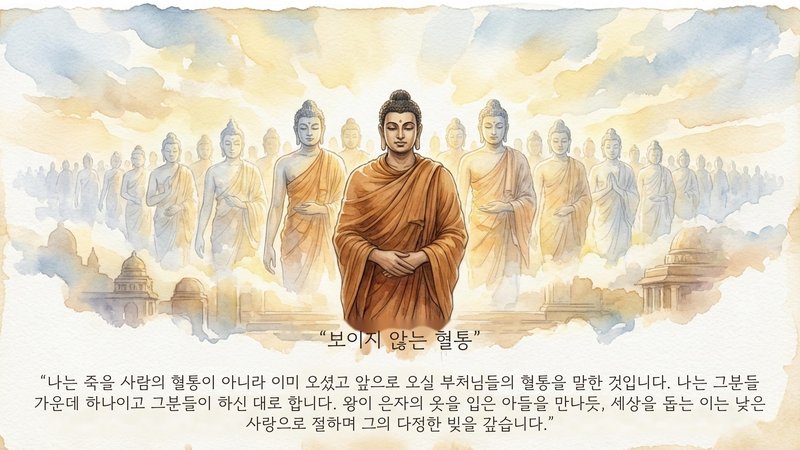 “보이지 않는 혈통”
“나는 죽을 사람의 혈통이 아니라 이미 오셨고 앞으로 오실 부처님들의 혈통을 말한 것입니다. 나는 그분들
가운데 하나이고 그분들이 하신 대로 합니다. 왕이 은자의 옷을 입은 아들을 만나듯, 세상을 돕는 이는 낮은
사랑으로 절하며 그의 다정한 빚을 갚습니다.”